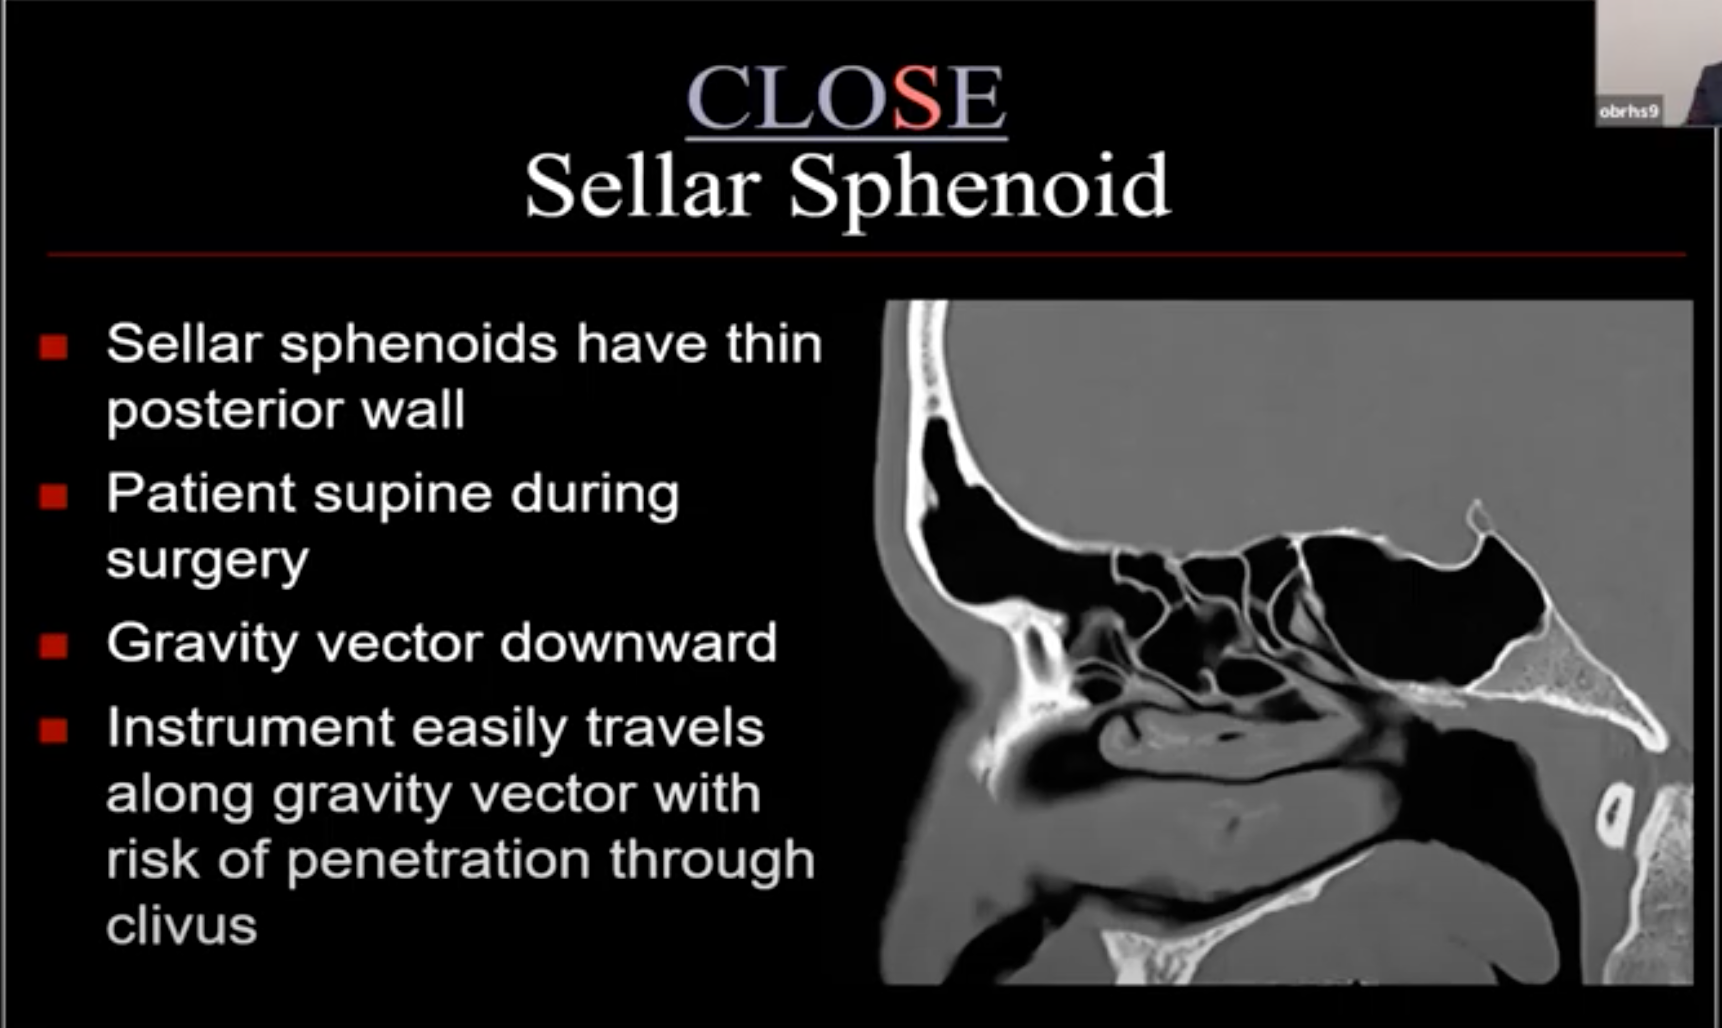 CLOSE
Sellar Sphenoid
obrhs9
Sellar sphenoids have thin
posterior wall
Patient supine during
surgery
Gravity vector downward
Instrument easily travels
along gravity vector with
risk of penetration through
clivus